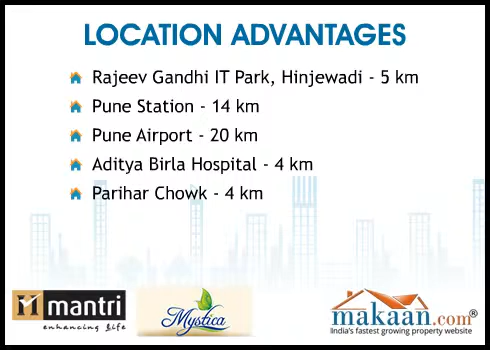 LOCATION ADVANTAGES
Rajeev Gandhi IT Park, Hinjewadi - 5 km
Pune Station - 14 km
Pune Airport - 20 km
Aditya Birla Hospital - 4 km
Parihar Chowk - 4 km
mantri
enhancing life
Mystica
makaan.com®
India's fastest growing property website